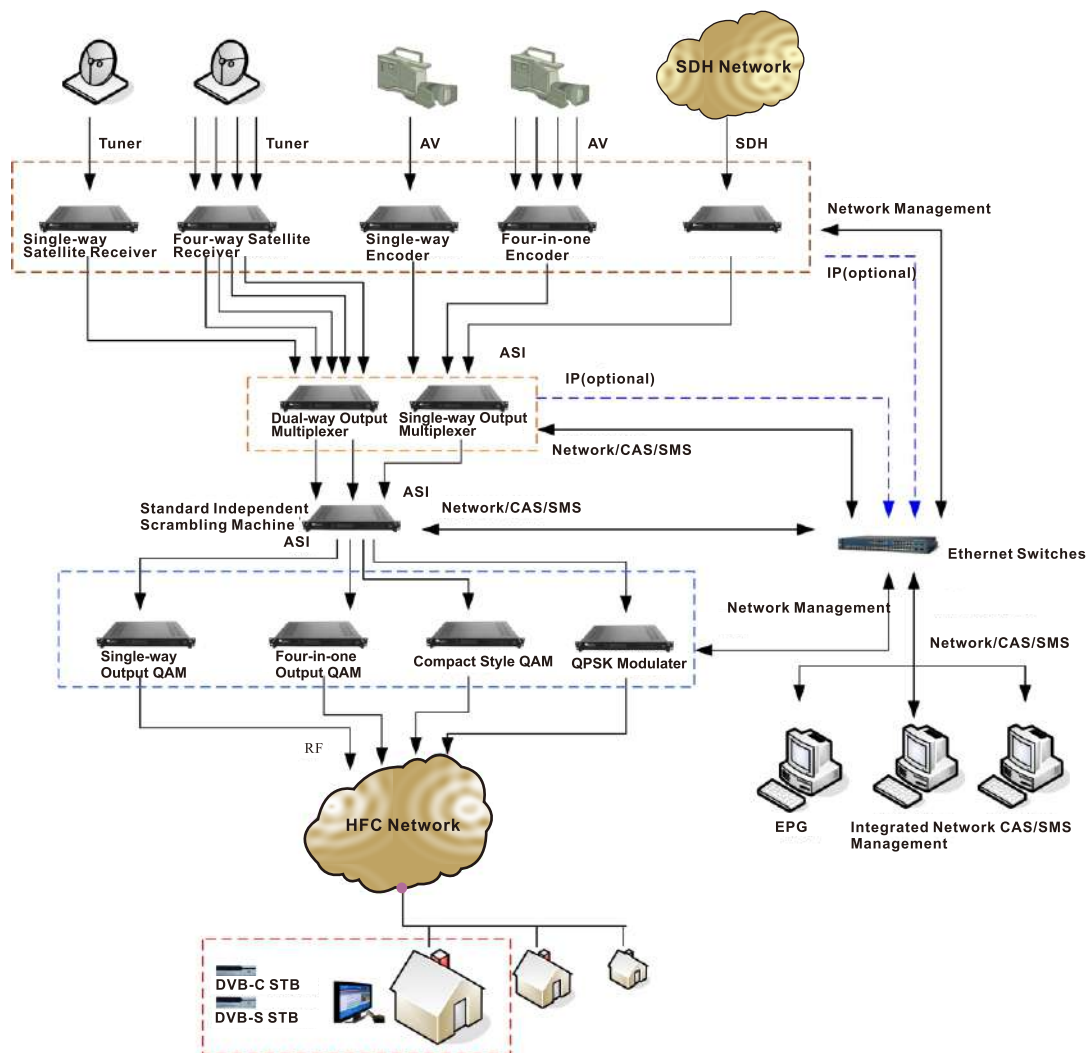 SDH Network
Tuner
Tuner
AV
AV
SDH
Single-way
Satellite Receiver
Four-way Satellite
Receiver
Single-way
Encoder
Four-in-one
Encoder
Network Management
IP(optional)
ASI
IP(optional)
Dual-way Output
Multiplexer
Single-way Output
Multiplexer
Network/CAS/SMS
ASI
Standard Independent
Scrambling Machine
Network/CAS/SMS
ASI
Ethernet Switches
Network Management
Network/CAS/SMS
Single-way
Output QAM
Four-in-one
Output QAM
Compact Style QAM
QPSK Modulater
RF
HFC Network
EPG
Integrated Network CAS/SMS
Management
DVB-C STB
DVB-S STB